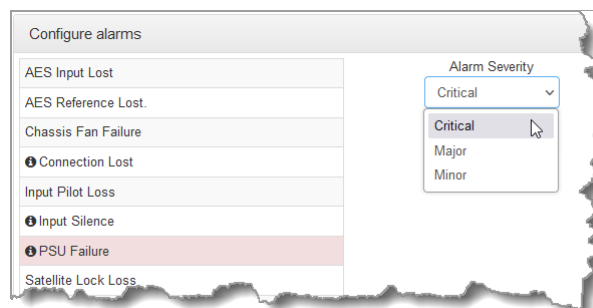 Configure alarms
AES Input Lost
AES Reference Lost.
Chassis Fan Failure
Connection Lost
Input Pilot Loss
Input Silence
PSU Failure
Satellite Lock Loss
Alarm Severity
Critical
Critical
Major
Minor